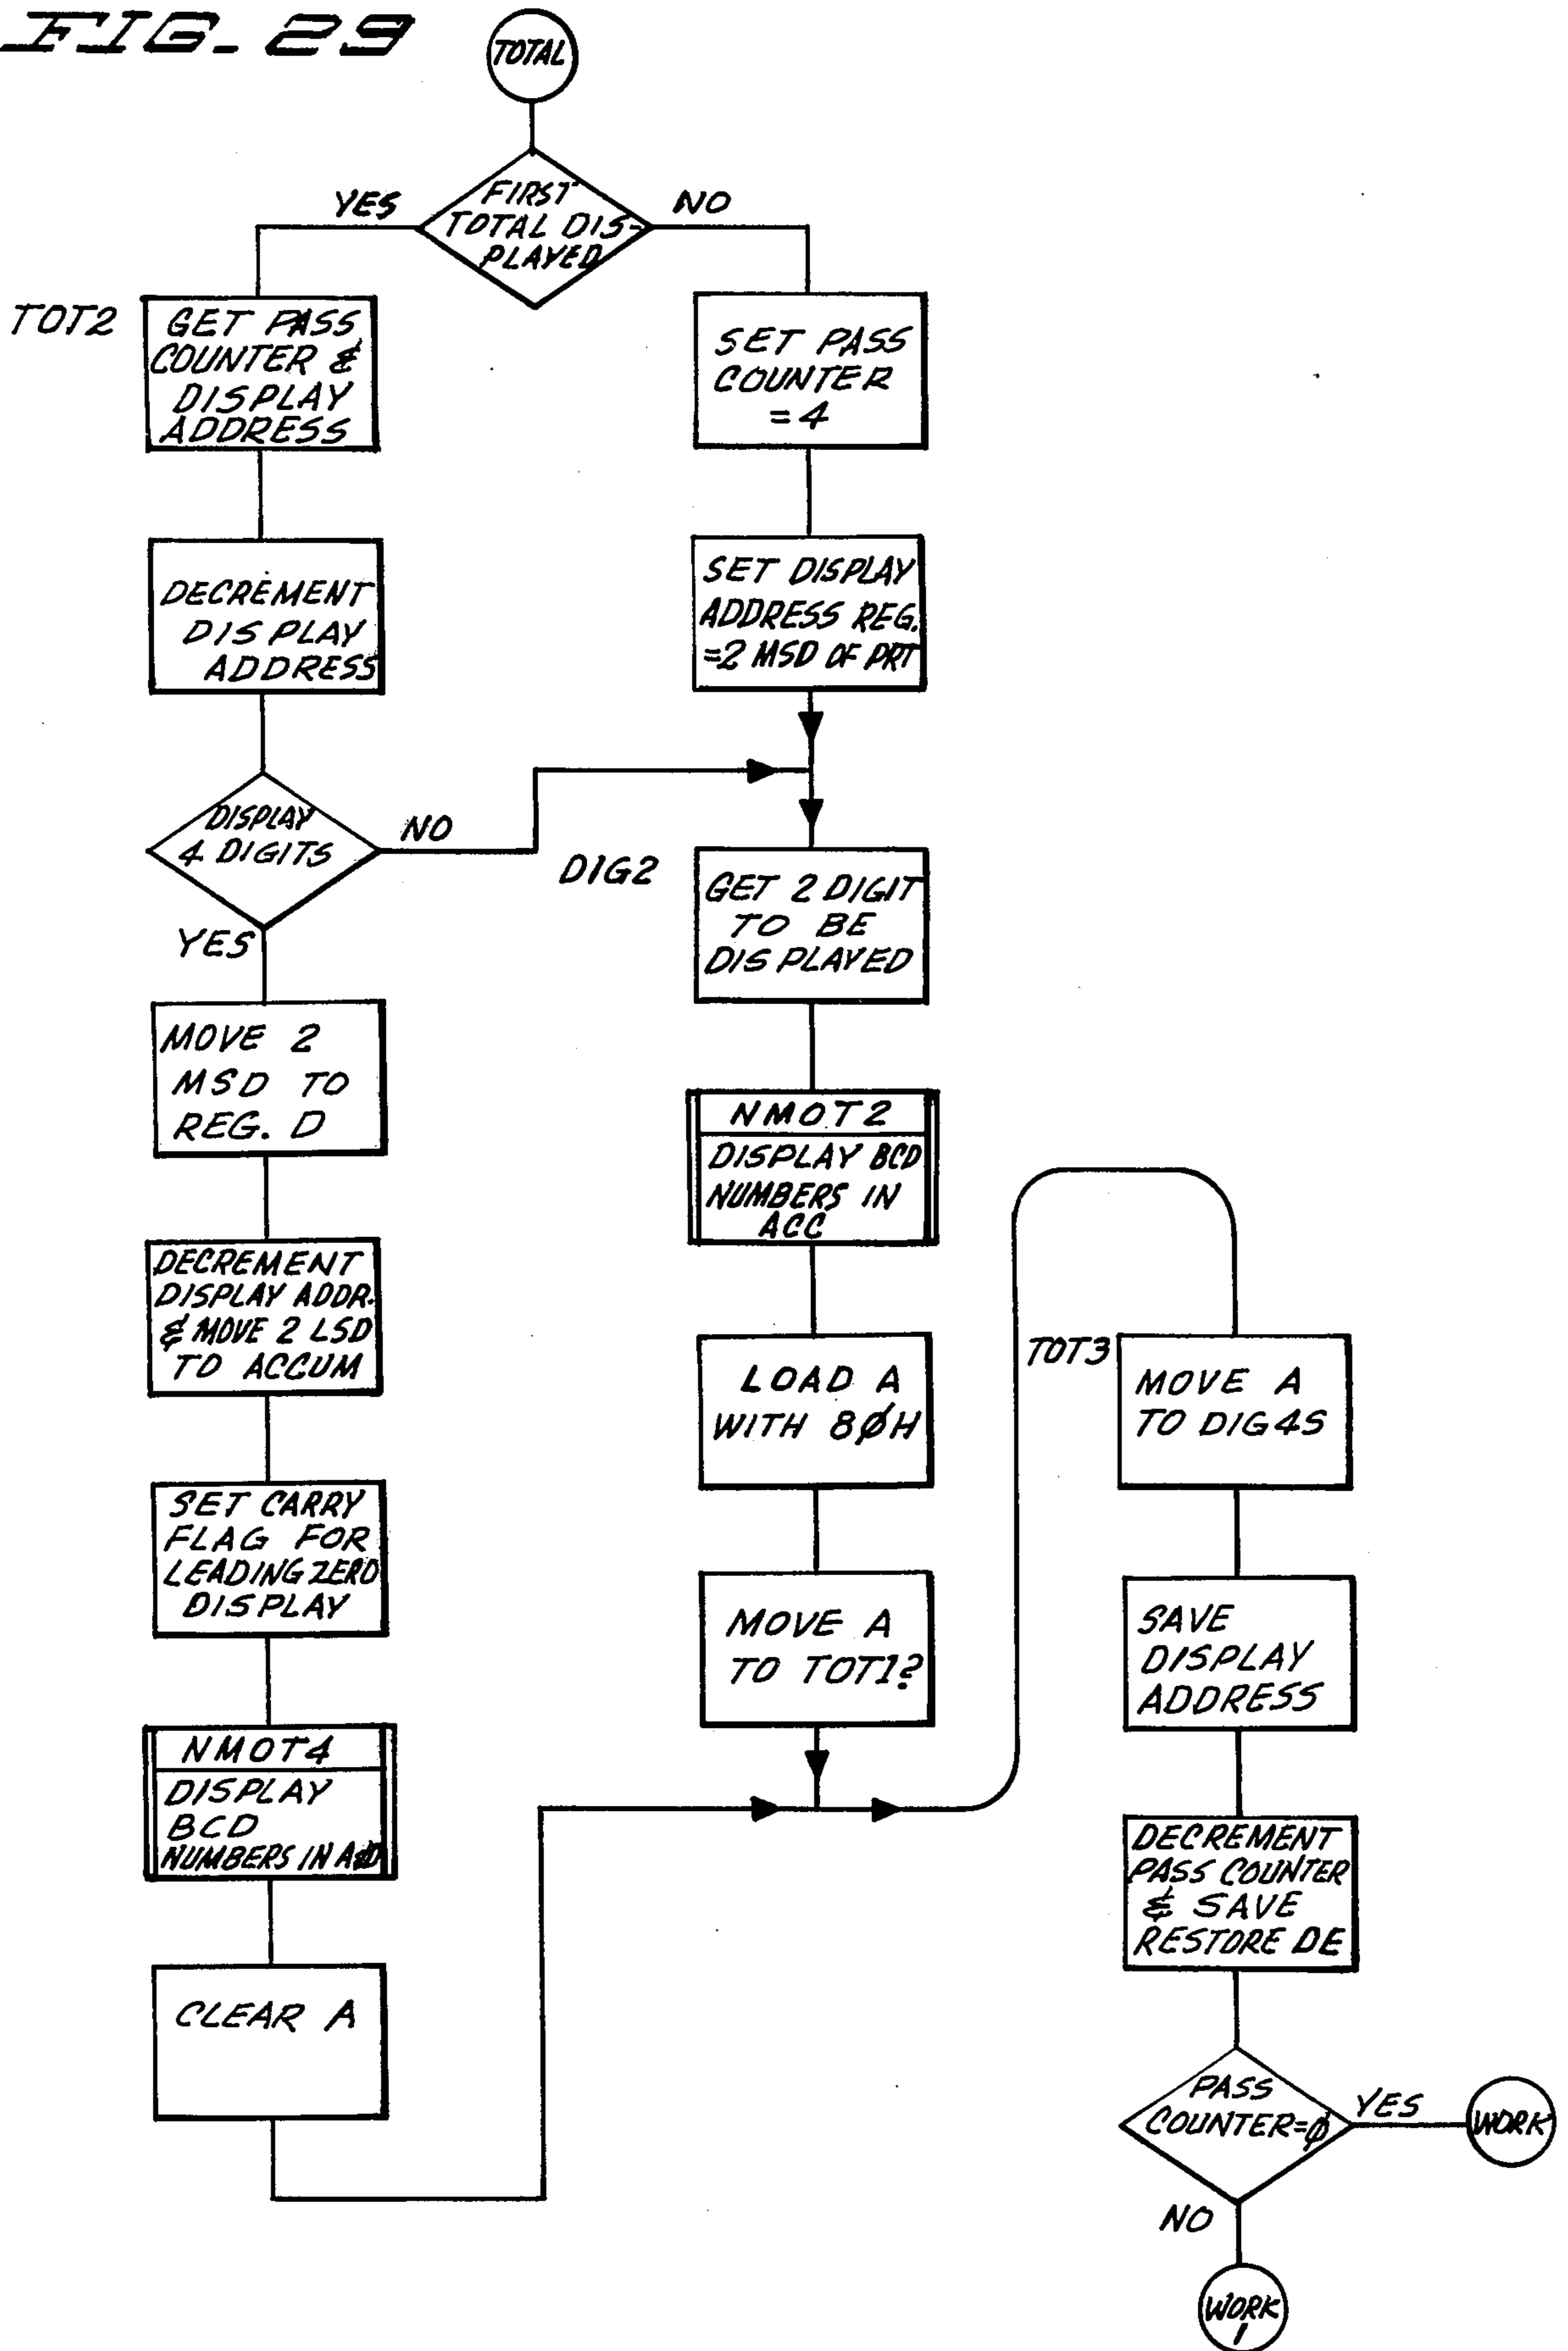 FIG-29
TOTAL
FIRST
TOTAL DIS-
PLAYED
YES
NO
TOT2
GET PASS
COUNTER &
DISPLAY
ADDRESS
SET PASS
COUNTER
=4
DECREMENT
DISPLAY
ADDRESS
SET DISPLAY
ADDRESS REG.
=2 MSD OF PRT
DISPLAY
4 DIGITS
NO
YES
DIG2
GET 2 DIGIT
TO BE
DISPLAYED
MOVE 2
MSD TO
REG. D
NMOT2
DISPLAY BCD
NUMBERS IN
ACC
DECREMENT
DISPLAY ADDR.
& MOVE 2 LSD
TO ACCUM
LOAD A
WITH 8ØH
TOT3
MOVE A
TO DIG4S
SET CARRY
FLAG FOR
LEADING ZERO
DISPLAY
MOVE A
TO TOT1?
SAVE
DISPLAY
ADDRESS
NMOT4
DISPLAY
BCD
NUMBERS IN A&D
DECREMENT
PASS COUNTER
& SAVE
RESTORE DE
CLEAR A
PASS
COUNTER=Ø
YES
WORK
NO
WORK
1